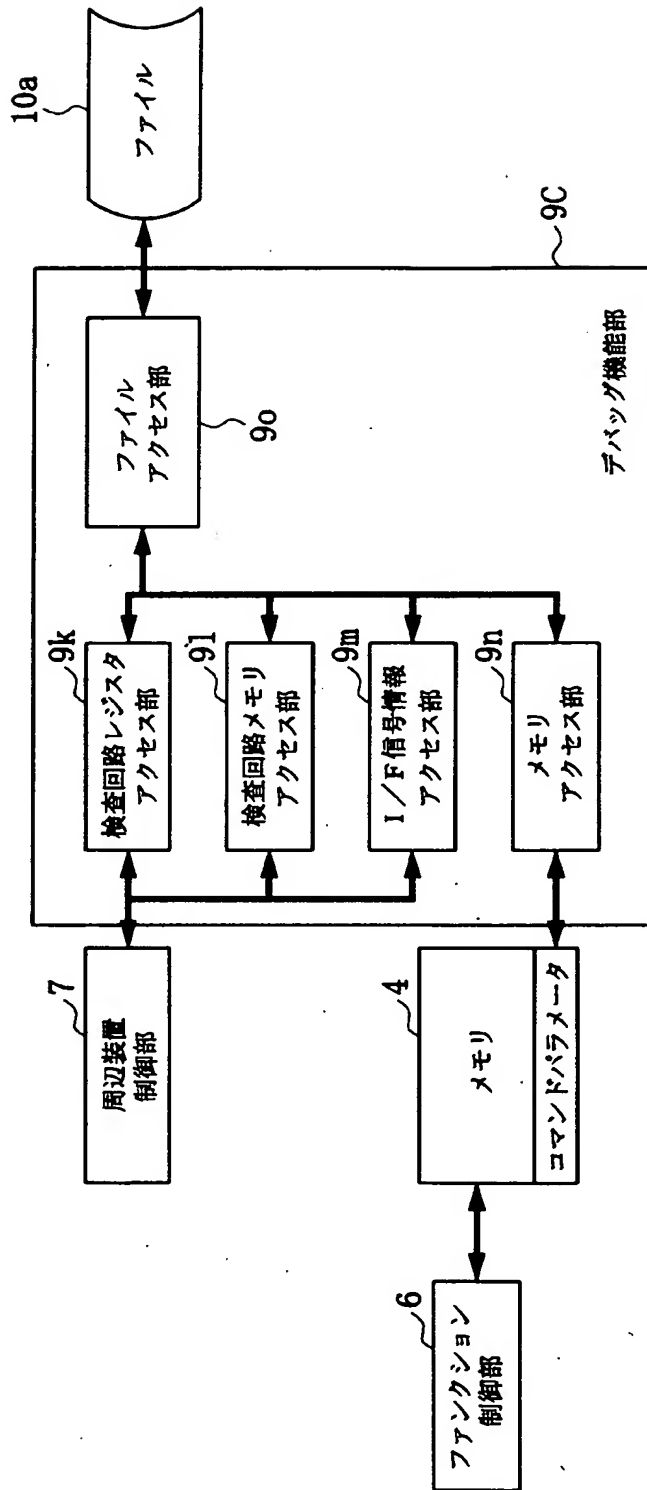 10a
ファイル
9C
ファイル
アクセス部
9o
デバッグ機能部
9k
検査回路レジスタ
アクセス部
9l
検査回路メモリ
アクセス部
9m
I/F信号情報
アクセス部
9n
メモリ
アクセス部
7
周辺装置
制御部
4
メモリ
コマンドパラメータ
6
ファンクション
制御部